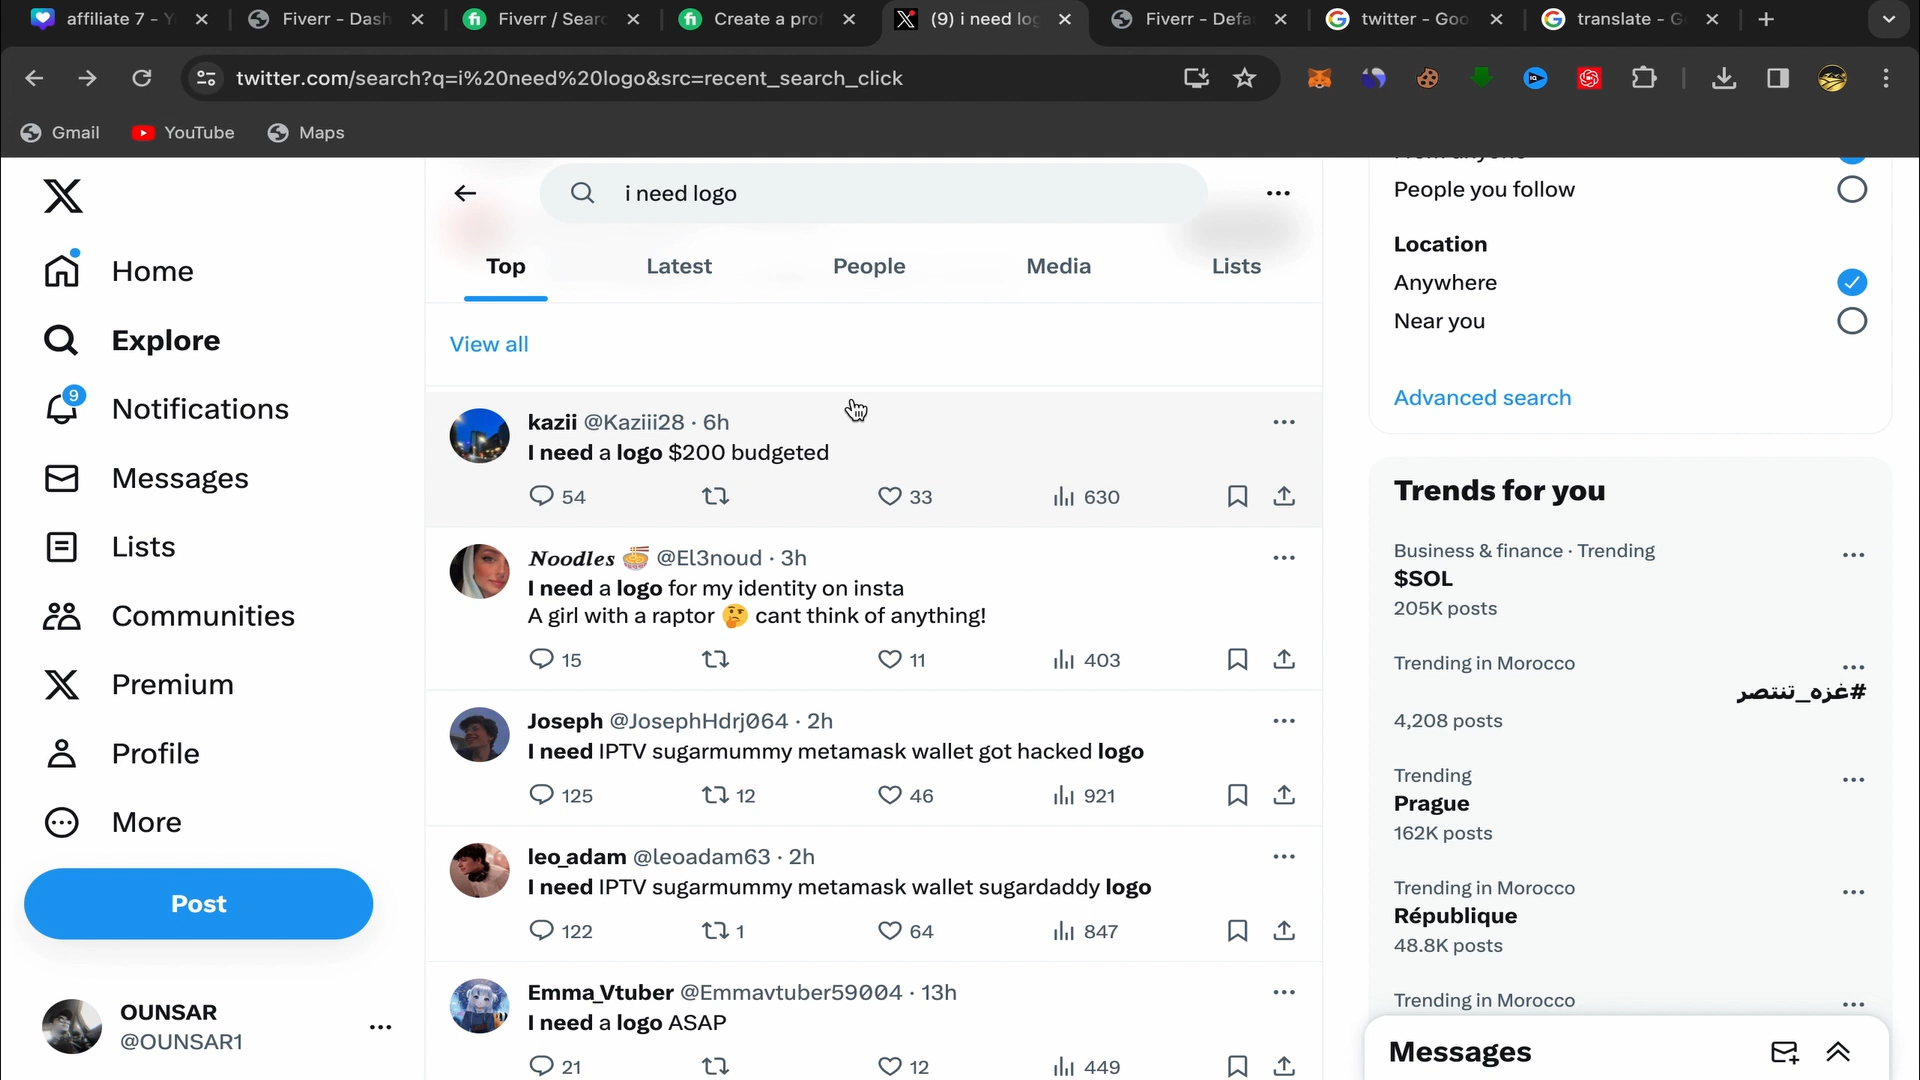 affiliate 7 - Y
Fiverr - Dash
Fiverr / Searc
Create a prof
(9) i need log
Fiverr - Defa
twitter - Goo
translate - G
twitter.com/search?q=i%20need%20logo&src=recent_search_click
Gmail
YouTube
Maps
i need logo
Home
Explore
9
Notifications
Messages
Lists
Communities
Premium
Profile
More
Post
OUNSAR
@OUNSAR1
Top
Latest
People
Media
Lists
View all
kazii @Kaziii28 · 6h
I need a logo $200 budgeted
54 33 630
Noodles 🍜 @El3noud · 3h
I need a logo for my identity on insta
A girl with a raptor 🤔 cant think of anything!
15 11 403
Joseph @JosephHdrj064 · 2h
I need IPTV sugarmummy metamask wallet got hacked logo
125 12 46 921
leo_adam @leoadam63 · 2h
I need IPTV sugarmummy metamask wallet sugardaddy logo
122 1 64 847
Emma_Vtuber @Emmavtuber59004 · 13h
I need a logo ASAP
21 12 449
People you follow
Location
Anywhere
Near you
Advanced search
Trends for you
Business & finance · Trending
$SOL
205K posts
Trending in Morocco
#غزه_تنتصر
4,208 posts
Trending
Prague
162K posts
Trending in Morocco
République
48.8K posts
Trending in Morocco
Messages